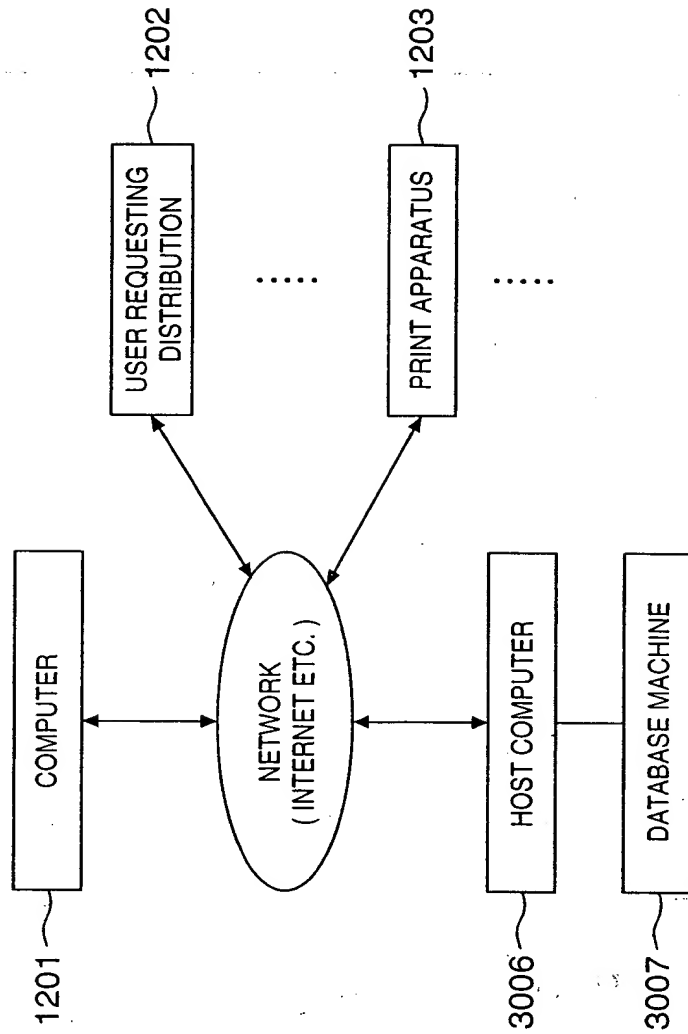 1201
COMPUTER
USER REQUESTING
DISTRIBUTION
1202
.....
NETWORK
( INTERNET ETC. )
PRINT APPARATUS
1203
.....
HOST COMPUTER
3006
DATABASE MACHINE
3007